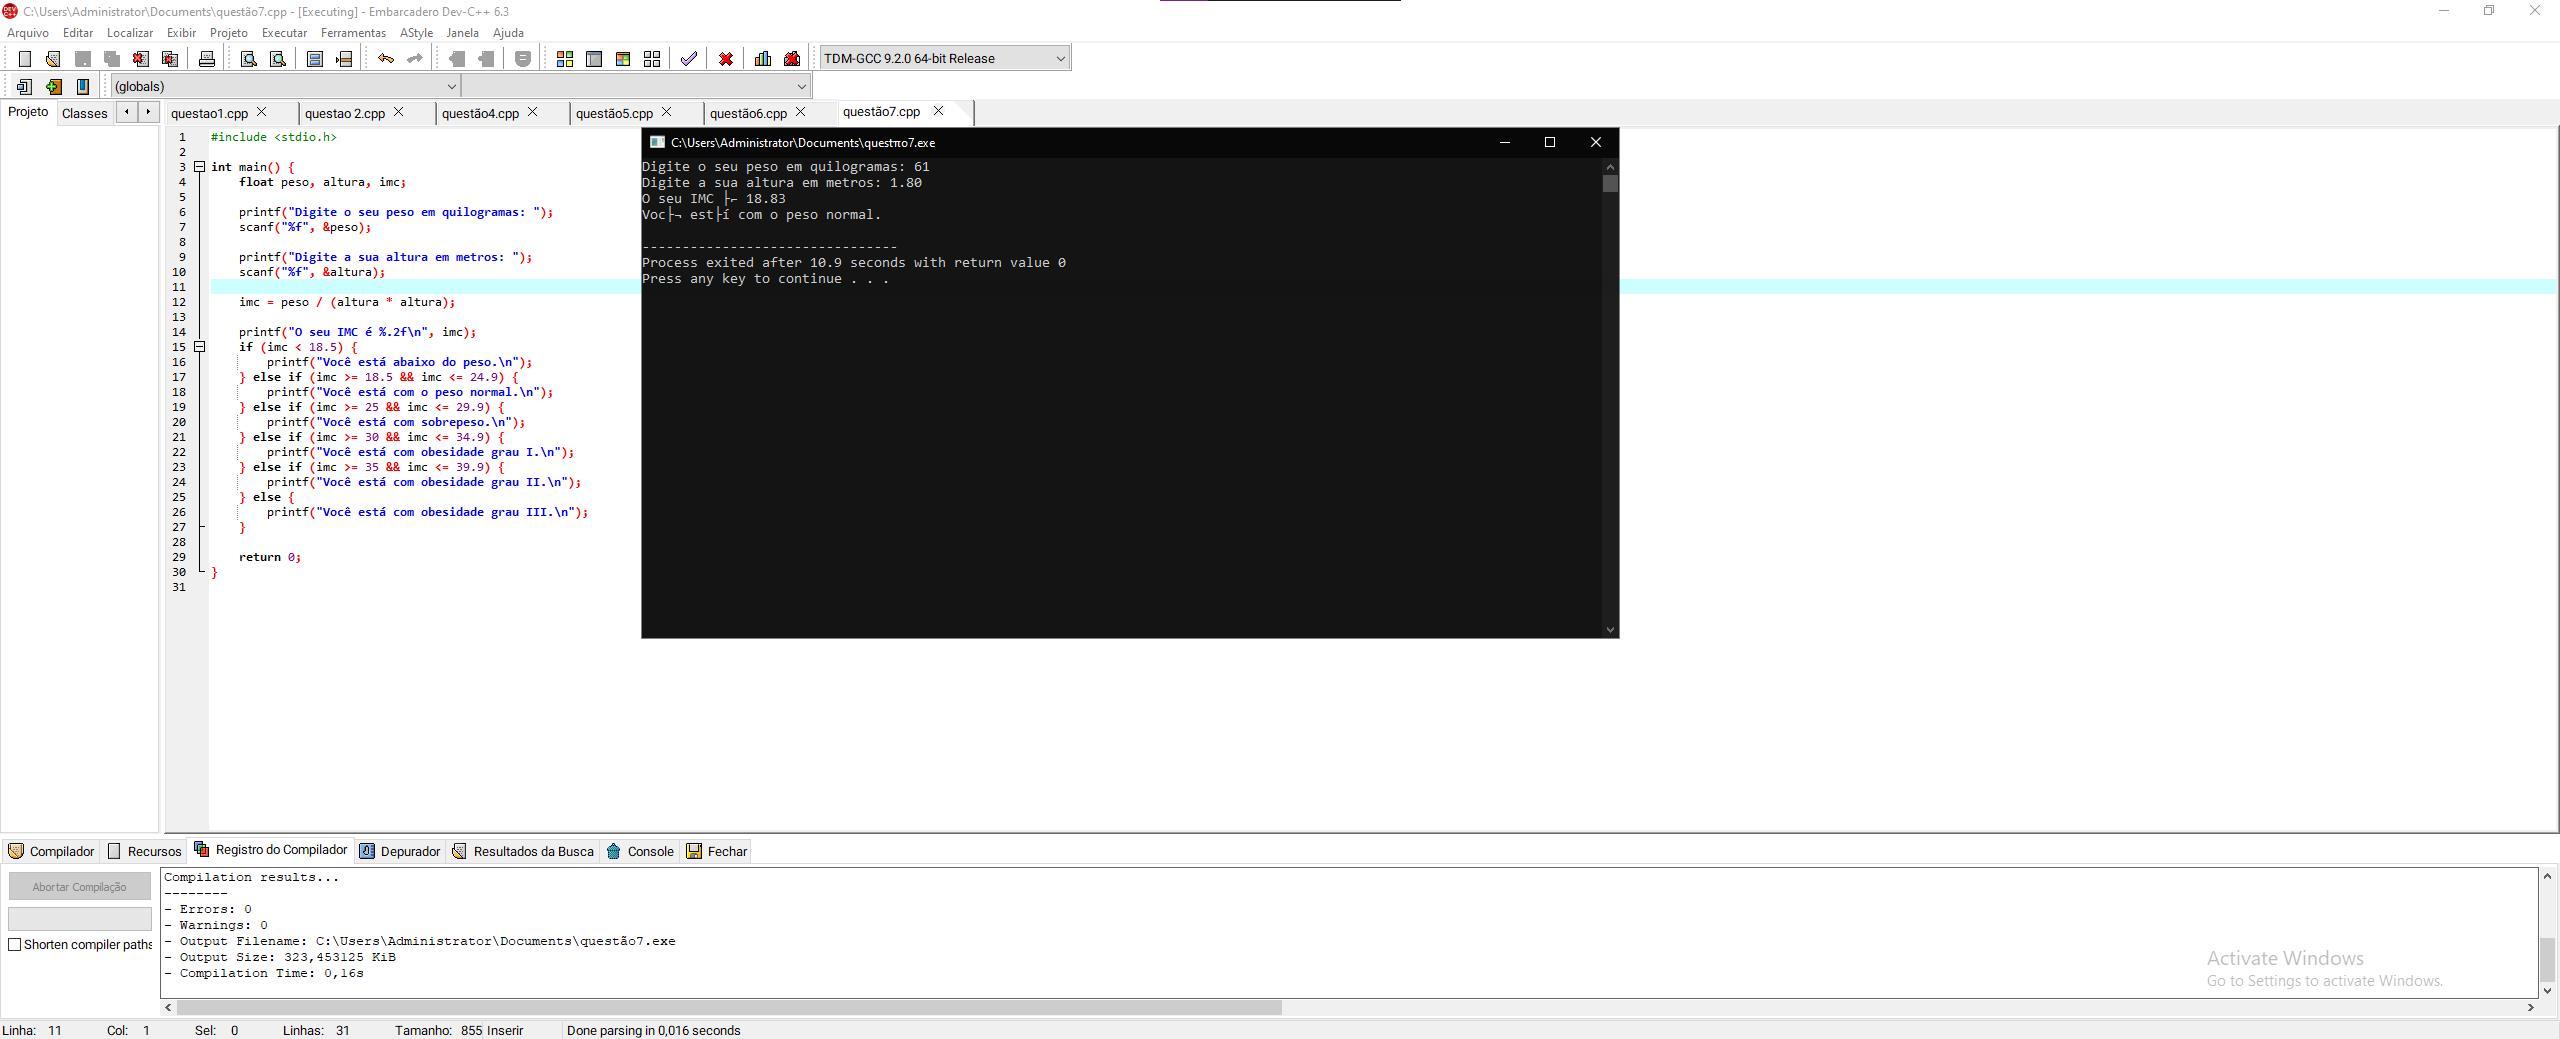 C:\Users\Administrator\Documents\questão7.cpp - [Executing] - Embarcadero Dev-C++ 6.3
Arquivo Editar Localizar Exibir Projeto Executar Ferramentas AStyle Janela Ajuda
TDM-GCC 9.2.0 64-bit Release
(globals)
Projeto Classes
questao1.cpp questao 2.cpp questão4.cpp questão5.cpp questão6.cpp questão7.cpp
1 #include <stdio.h>
2
3 int main() {
4 float peso, altura, imc;
5
6 printf("Digite o seu peso em quilogramas: ");
7 scanf("%f", &peso);
8
9 printf("Digite a sua altura em metros: ");
10 scanf("%f", &altura);
11
12 imc = peso / (altura * altura);
13
14 printf("O seu IMC é %.2f\n", imc);
15 if (imc < 18.5) {
16 printf("Você está abaixo do peso.\n");
17 } else if (imc >= 18.5 && imc <= 24.9) {
18 printf("Você está com o peso normal.\n");
19 } else if (imc >= 25 && imc <= 29.9) {
20 printf("Você está com sobrepeso.\n");
21 } else if (imc >= 30 && imc <= 34.9) {
22 printf("Você está com obesidade grau I.\n");
23 } else if (imc >= 35 && imc <= 39.9) {
24 printf("Você está com obesidade grau II.\n");
25 } else {
26 printf("Você está com obesidade grau III.\n");
27 }
28
29 return 0;
30 }
31
C:\Users\Administrator\Documents\questπo7.exe
Digite o seu peso em quilogramas: 61
Digite a sua altura em metros: 1.80
O seu IMC ├⌐ 18.83
Voc├¬ est├í com o peso normal.
--------------------------------
Process exited after 10.9 seconds with return value 0
Press any key to continue . . .
Compilador Recursos Registro do Compilador Depurador Resultados da Busca Console Fechar
Abortar Compilação
Shorten compiler paths
Compilation results...
--------
- Errors: 0
- Warnings: 0
- Output Filename: C:\Users\Administrator\Documents\questão7.exe
- Output Size: 323,453125 KiB
- Compilation Time: 0,16s
Activate Windows
Go to Settings to activate Windows.
Linha: 11 Col: 1 Sel: 0 Linhas: 31 Tamanho: 855 Inserir Done parsing in 0,016 seconds